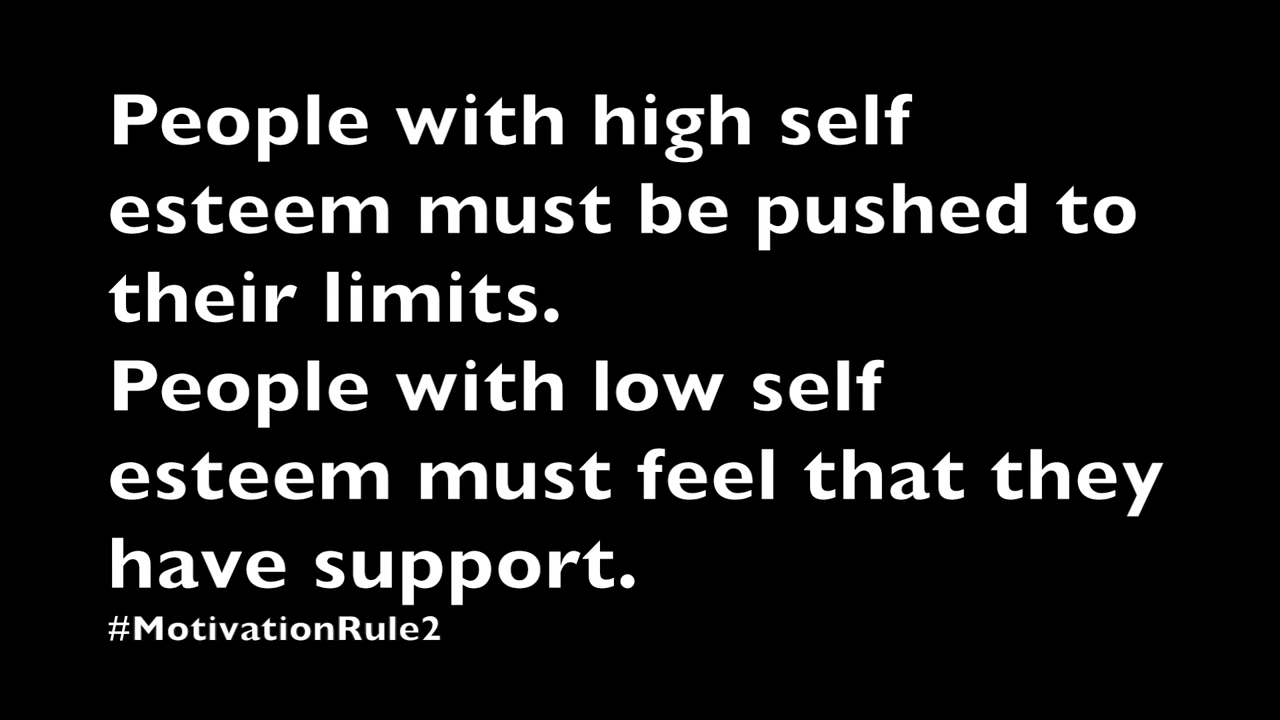 People with high self
esteem must be pushed to
their limits.
People with low self
esteem must feel that they
have support.
#MotivationRule2